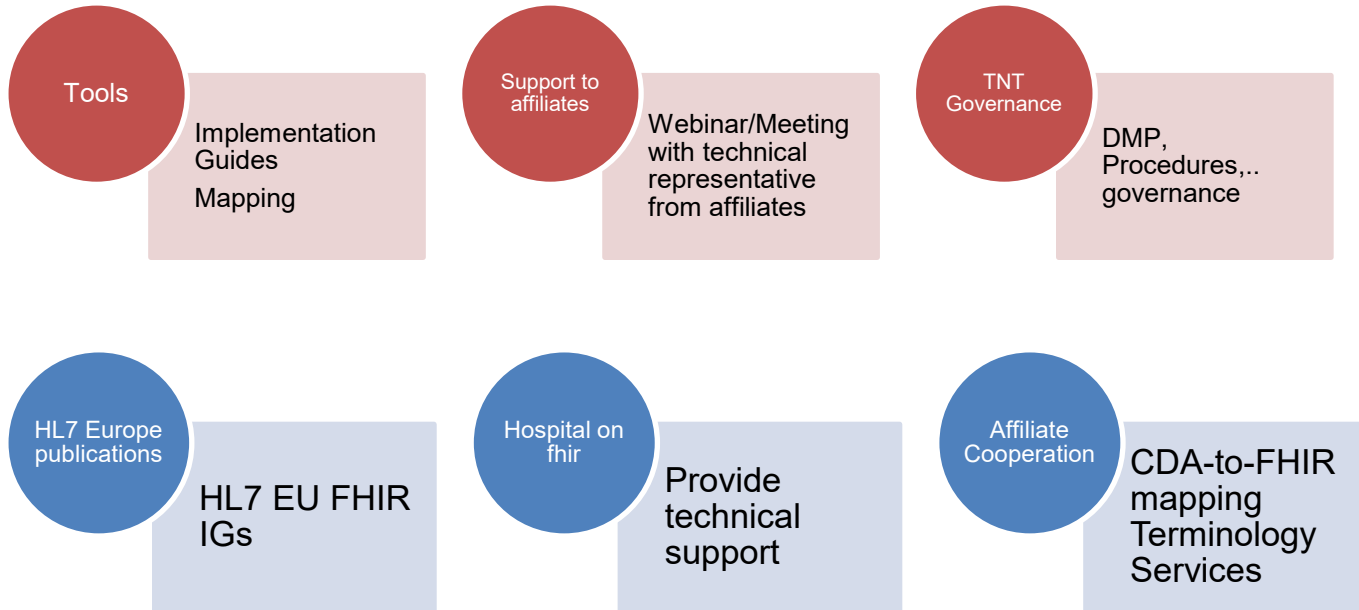 Tools
Implementation
Guides
Mapping
Support to
affiliates
Webinar/Meeting
with technical
representative
from affiliates
TNT
Governance
DMP,
Procedures,..
governance
HL7 Europe
publications
HL7 EU FHIR
IGs
Hospital on
fhir
Provide
technical
support
Affiliate
Cooperation
CDA-to-FHIR
mapping
Terminology
Services